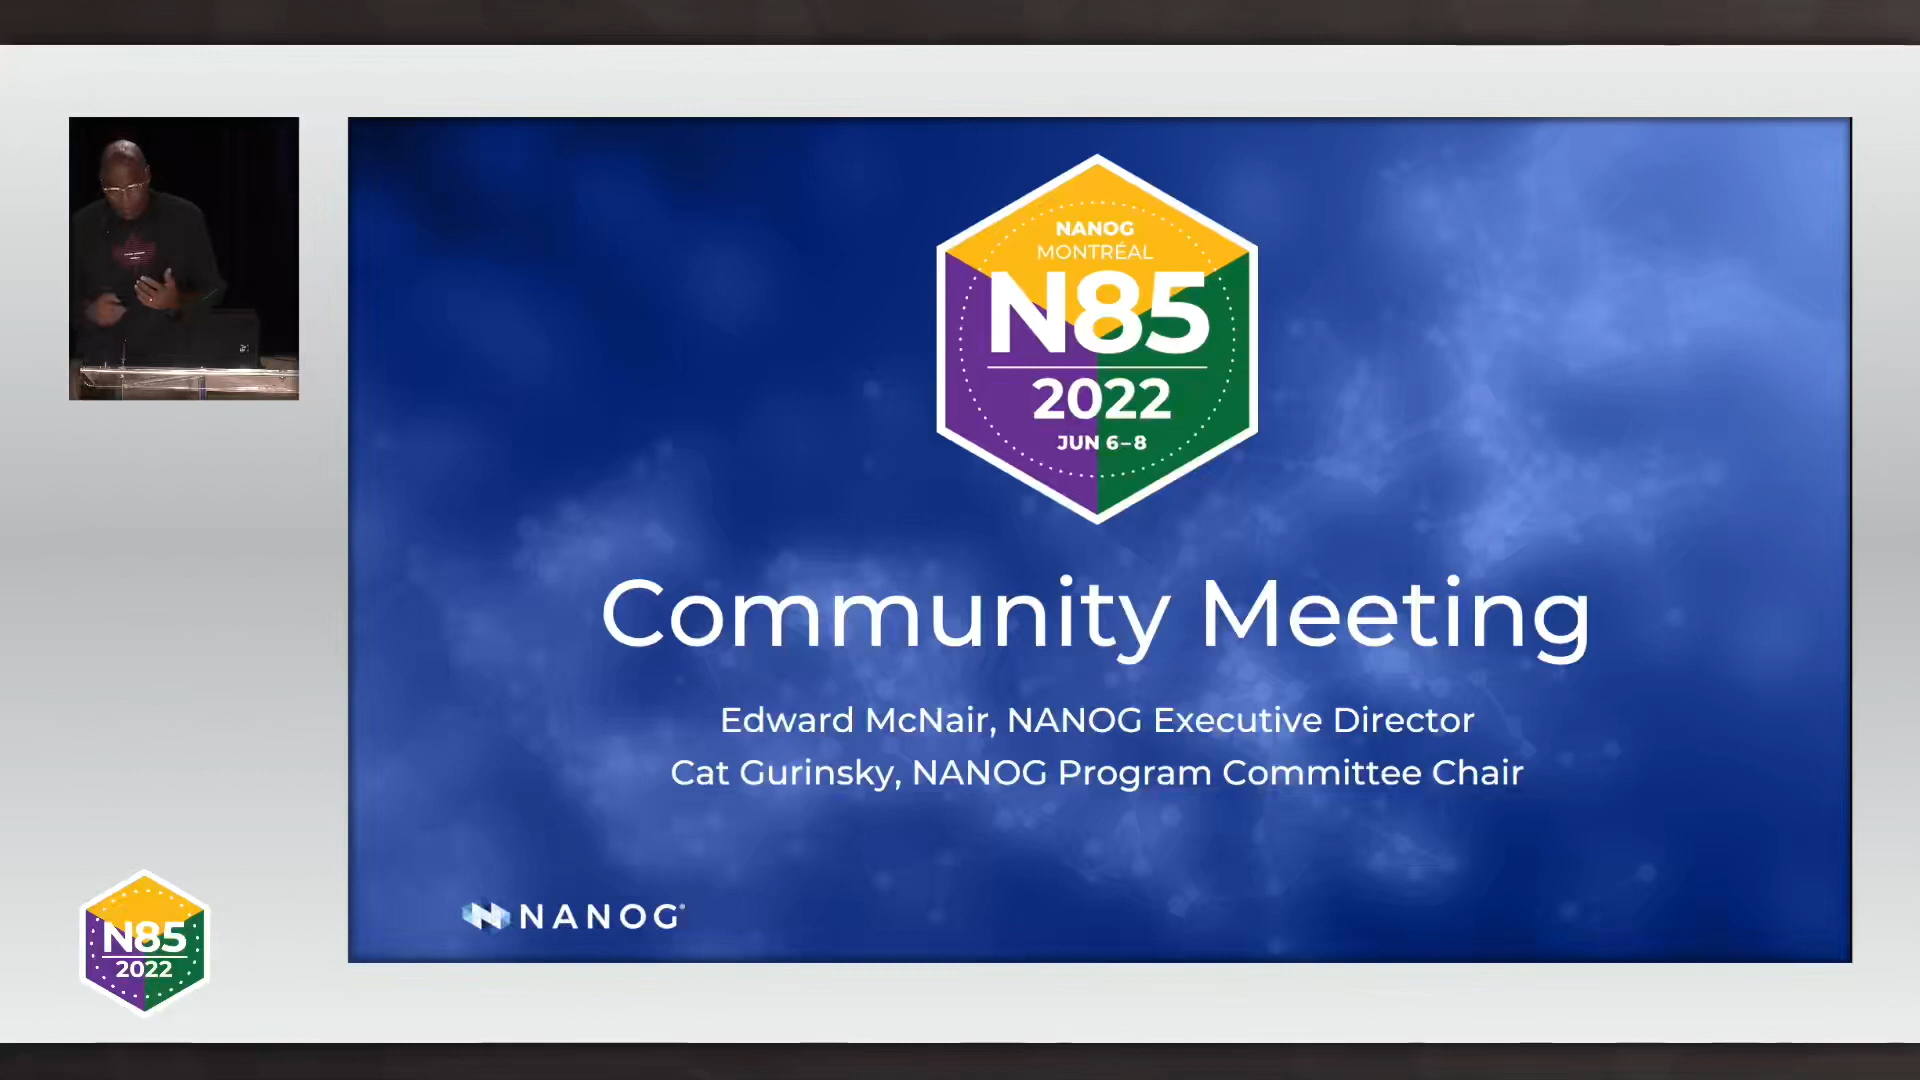 NANOG
MONTRÉAL
N85
2022
JUN 6–8
Community Meeting
Edward McNair, NANOG Executive Director
Cat Gurinsky, NANOG Program Committee Chair
NANOG®
N85
2022